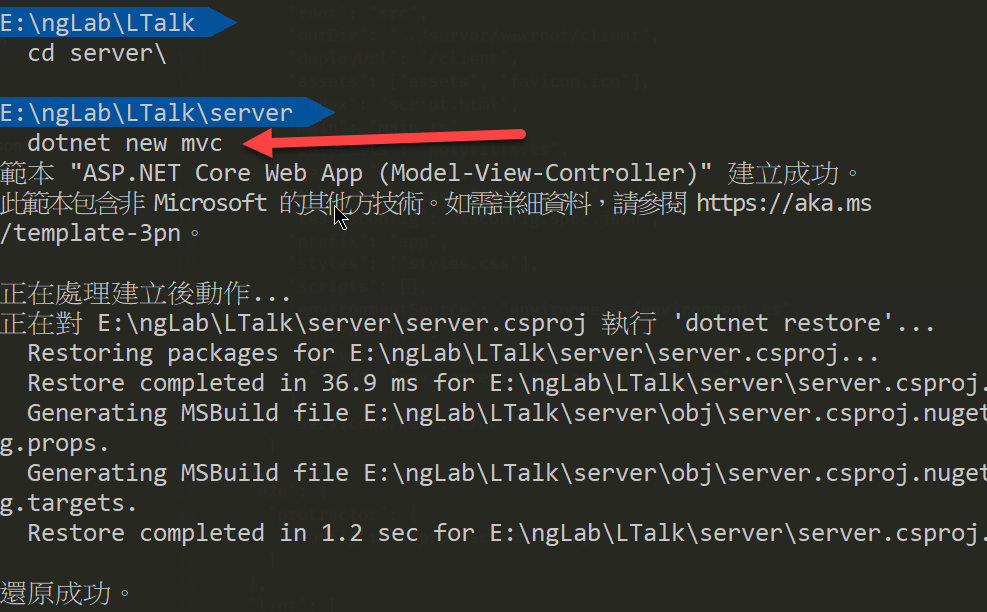 E:\ngLab\LTalk
cd server\
E:\ngLab\LTalk\server
dotnet new mvc
範本 "ASP.NET Core Web App (Model-View-Controller)" 建立成功。
此範本包含非 Microsoft 的其他方技術。如需詳細資料，請參閱 https://aka.ms
/template-3pn。
正在處理建立後動作...
正在對 E:\ngLab\LTalk\server\server.csproj 執行 'dotnet restore'...
Restoring packages for E:\ngLab\LTalk\server\server.csproj...
Restore completed in 36.9 ms for E:\ngLab\LTalk\server\server.csproj.
Generating MSBuild file E:\ngLab\LTalk\server\obj\server.csproj.nuget
g.props.
Generating MSBuild file E:\ngLab\LTalk\server\obj\server.csproj.nuget
g.targets.
Restore completed in 1.2 sec for E:\ngLab\LTalk\server\server.csproj.
還原成功。